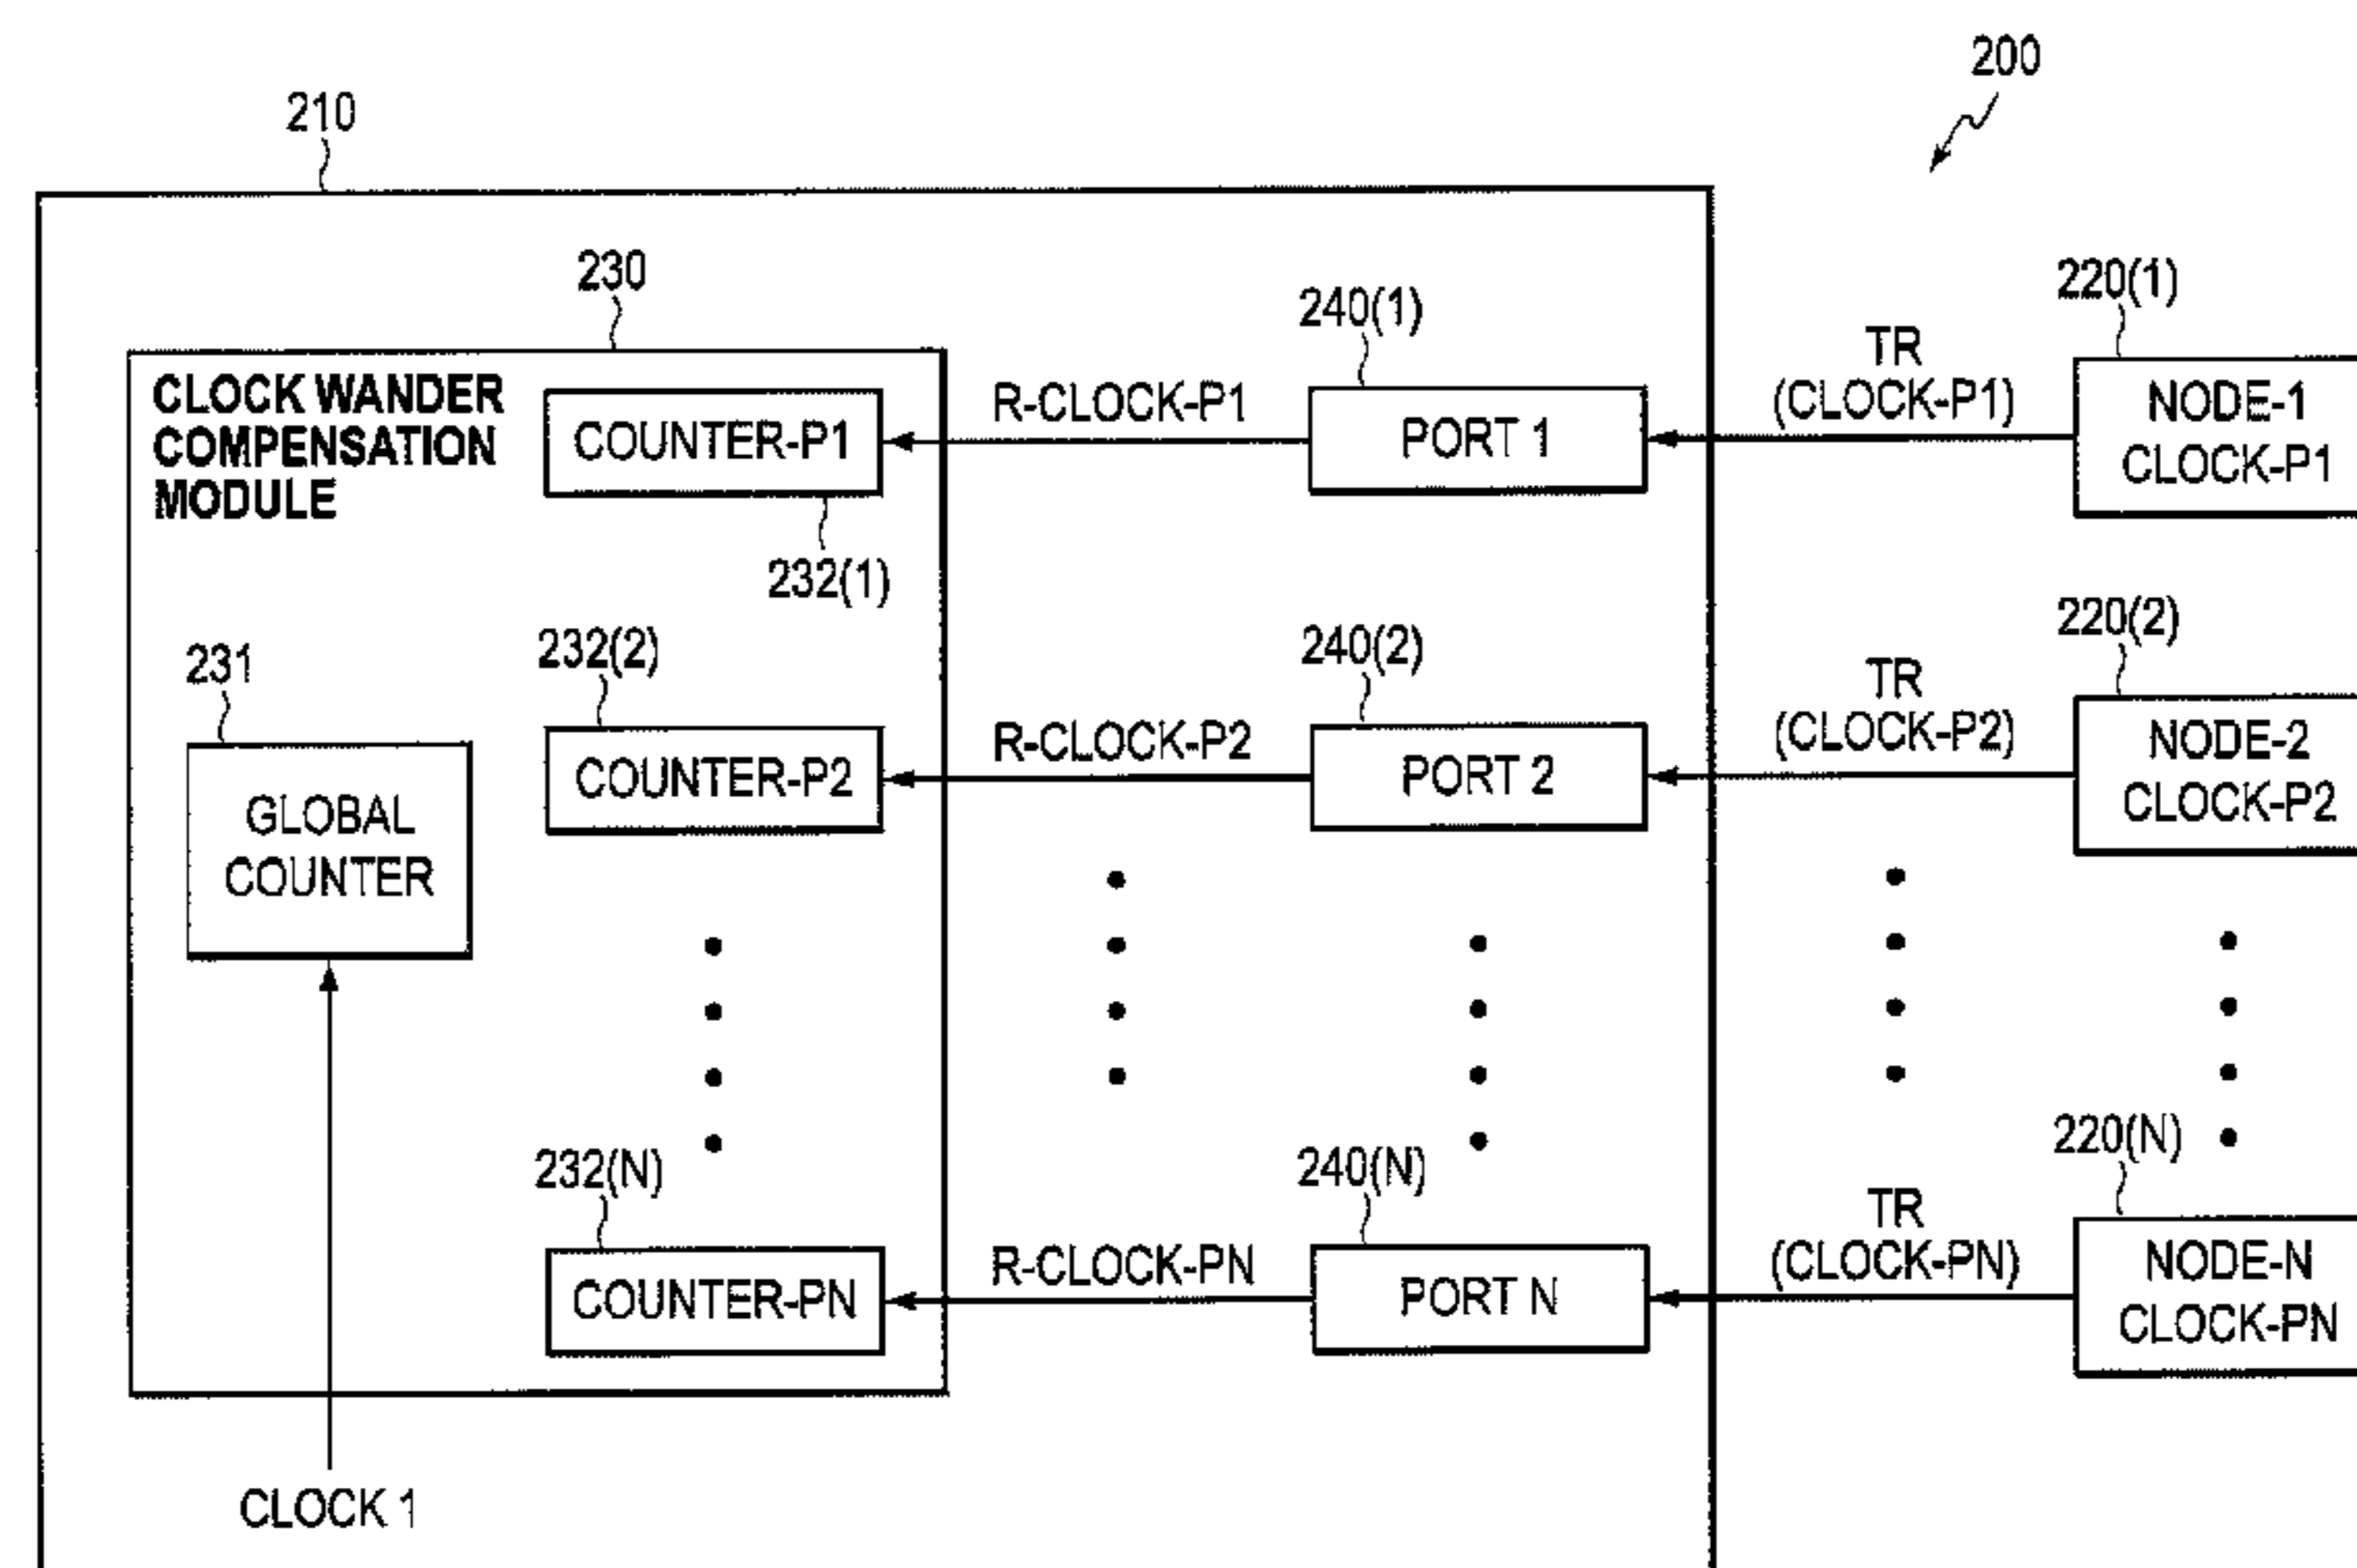 200
210
230
240(1)
220(1)
CLOCK WANDER
COMPENSATION
MODULE
COUNTER-P1
R-CLOCK-P1
PORT 1
TR
(CLOCK-P1)
NODE-1
CLOCK-P1
232(1)
231
232(2)
240(2)
220(2)
GLOBAL
COUNTER
COUNTER-P2
R-CLOCK-P2
PORT 2
TR
(CLOCK-P2)
NODE-2
CLOCK-P2
232(N)
240(N)
220(N)
COUNTER-PN
R-CLOCK-PN
PORT N
TR
(CLOCK-PN)
NODE-N
CLOCK-PN
CLOCK 1